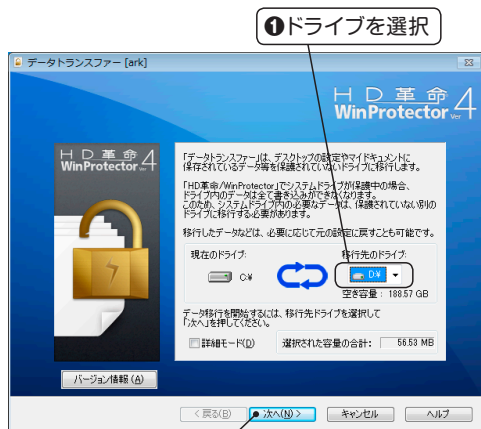 ❶ドライブを選択
データトランスファー [ark]
HD革命
WinProtector Ver 4
HD革命 4
WinProtector Ver.
「データトランスファー」は、デスクトップの設定やマイドキュメントに
保存されているデータ等を保護されていないドライブに移行します。
「HD革命/WinProtector」でシステムドライブが保護中の場合、
ドライブ内のデータは全て書き込みができなくなります。
このため、システムドライブ内の必要なデータは、保護されていない別の
ドライブに移行する必要があります。
移行したデータなどは、必要に応じて元の設定に戻すことも可能です。
現在のドライブ:
移行先のドライブ:
C:¥
D:¥
空き容量: 188.57 GB
データ移行を開始するには、移行先ドライブを選択して
「次へ」を押してください。
詳細モード(D)
選択された容量の合計: 56.53 MB
バージョン情報(A)
< 戻る(B)
次へ(N) >
キャンセル
ヘルプ